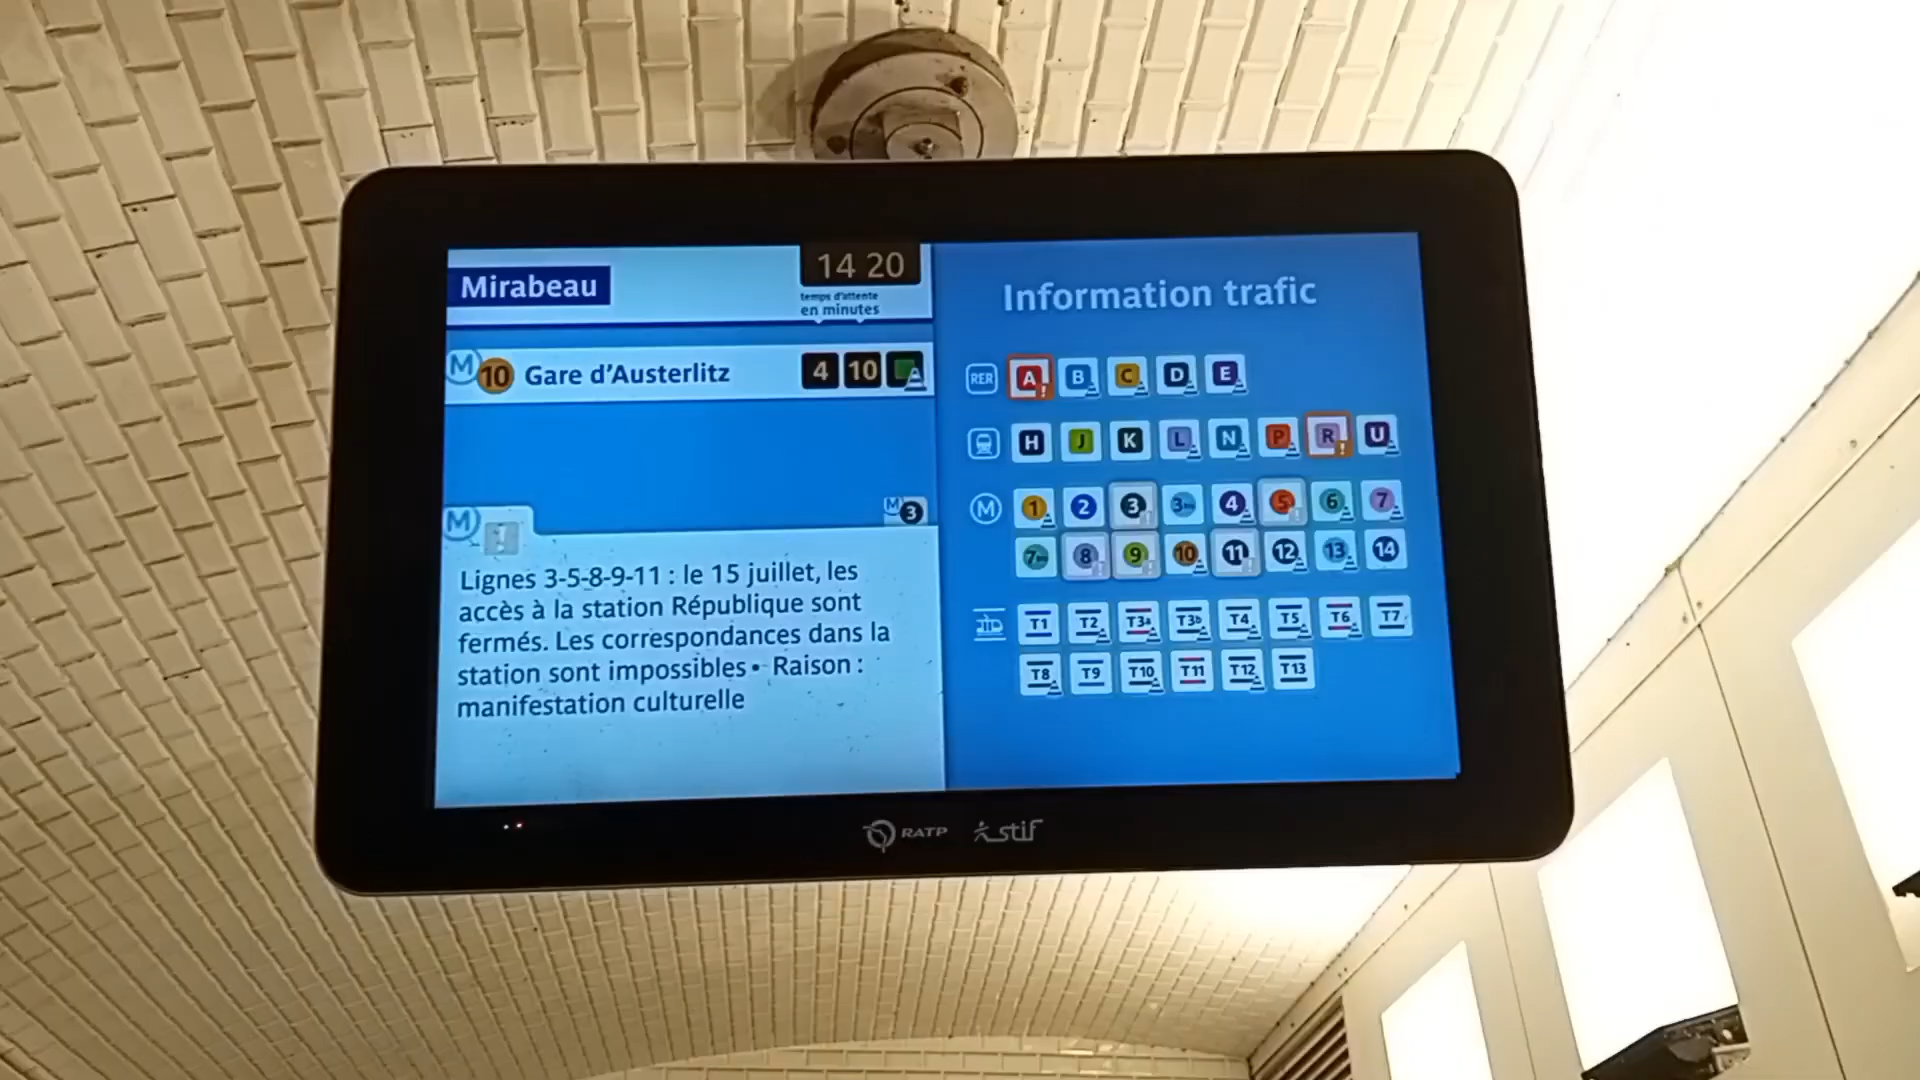 Mirabeau
14 20
temps d'attente
en minutes
M 10 Gare d'Austerlitz 4 10
M 3
M !
Lignes 3-5-8-9-11 : le 15 juillet, les
accès à la station République sont
fermés. Les correspondances dans la
station sont impossibles • Raison :
manifestation culturelle
Information trafic
RER A B C D E
H J K L N P R U
M 1 2 3 3bis 4 5 6 7
7bis 8 9 10 11 12 13 14
T1 T2 T3a T3b T4 T5 T6 T7
T8 T9 T10 T11 T12 T13
RATP stif